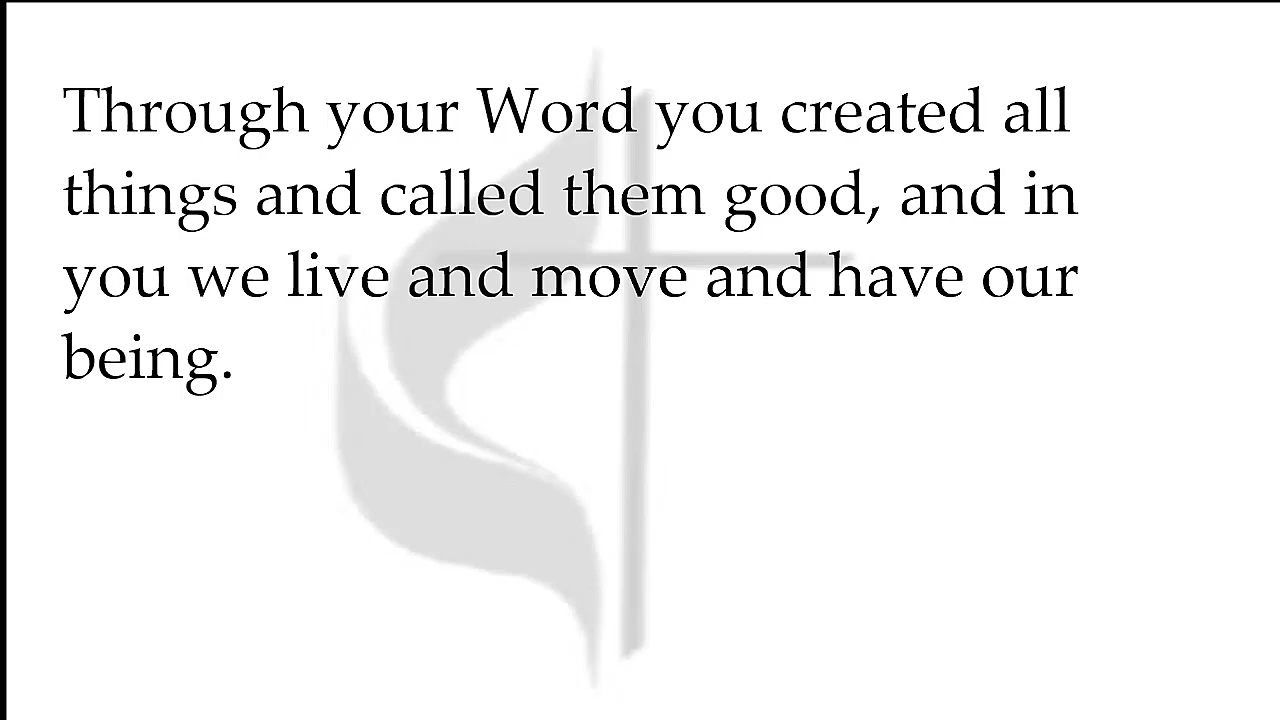 Through your Word you created all
things and called them good, and in
you we live and move and have our
being.